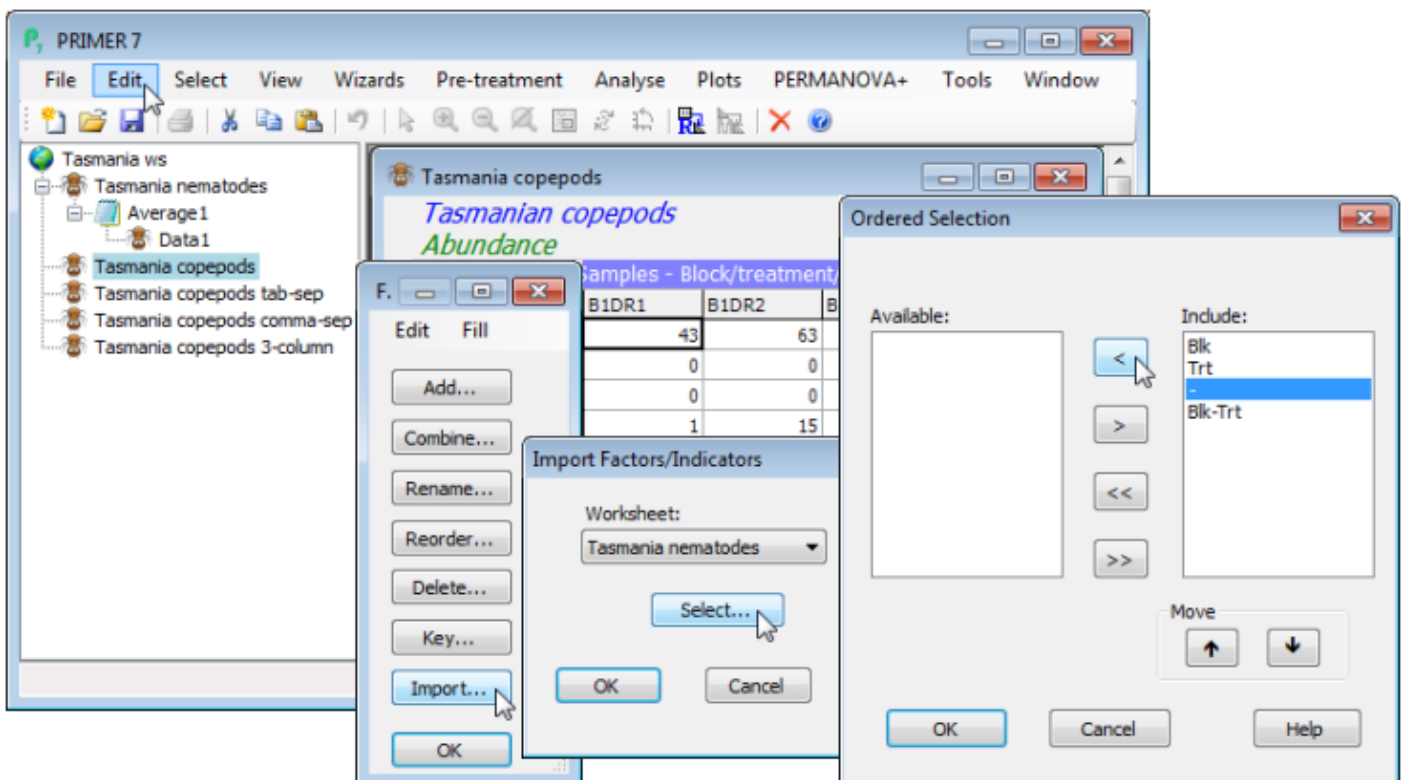 P7 PRIMER 7
File Edit Select View Wizards Pre-treatment Analyse Plots PERMANOVA+ Tools Window
Tasmania ws
Tasmania nematodes
Average1
Data1
Tasmania copepods
Tasmania copepods tab-sep
Tasmania copepods comma-sep
Tasmania copepods 3-column
Tasmania copepods
Tasmanian copepods
Abundance
Samples - Block/treatment/
B1DR1 B1DR2 B
43 63
0 0
0 0
1 15
F.
Edit Fill
Add...
Combine...
Rename...
Reorder...
Delete...
Key...
Import...
OK
Import Factors/Indicators
Worksheet:
Tasmania nematodes
Select...
OK Cancel
Ordered Selection
Available: Include:
Blk
Trt
-
Blk-Trt
<
>
<<
>>
Move
OK Cancel Help